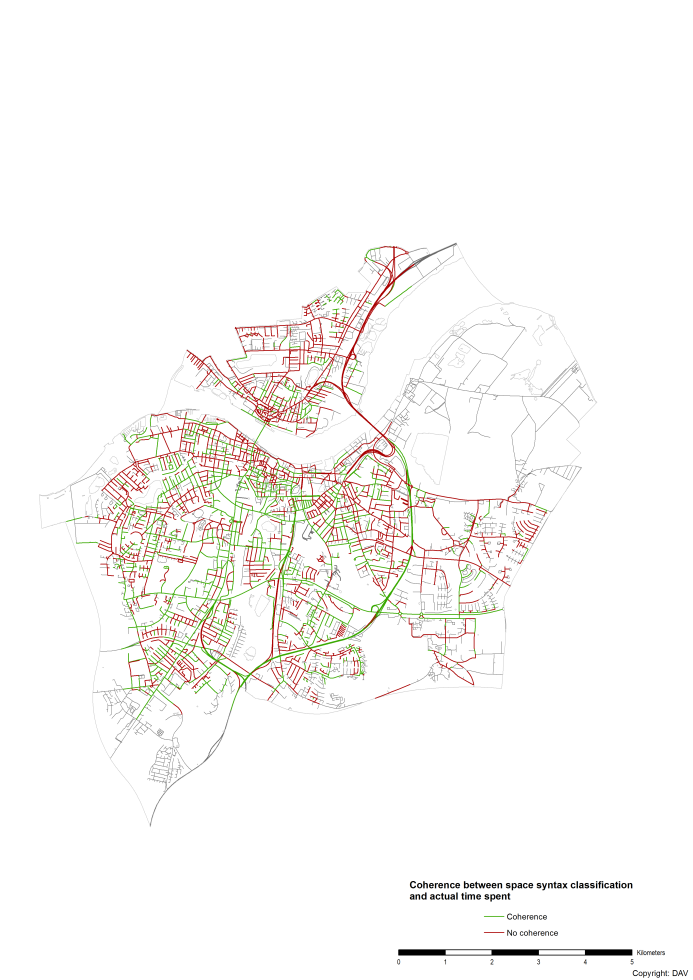 Coherence between space syntax classification
and actual time spent
Coherence
No coherence
Kilometers
0 1 2 3 4 5
Copyright: DAV